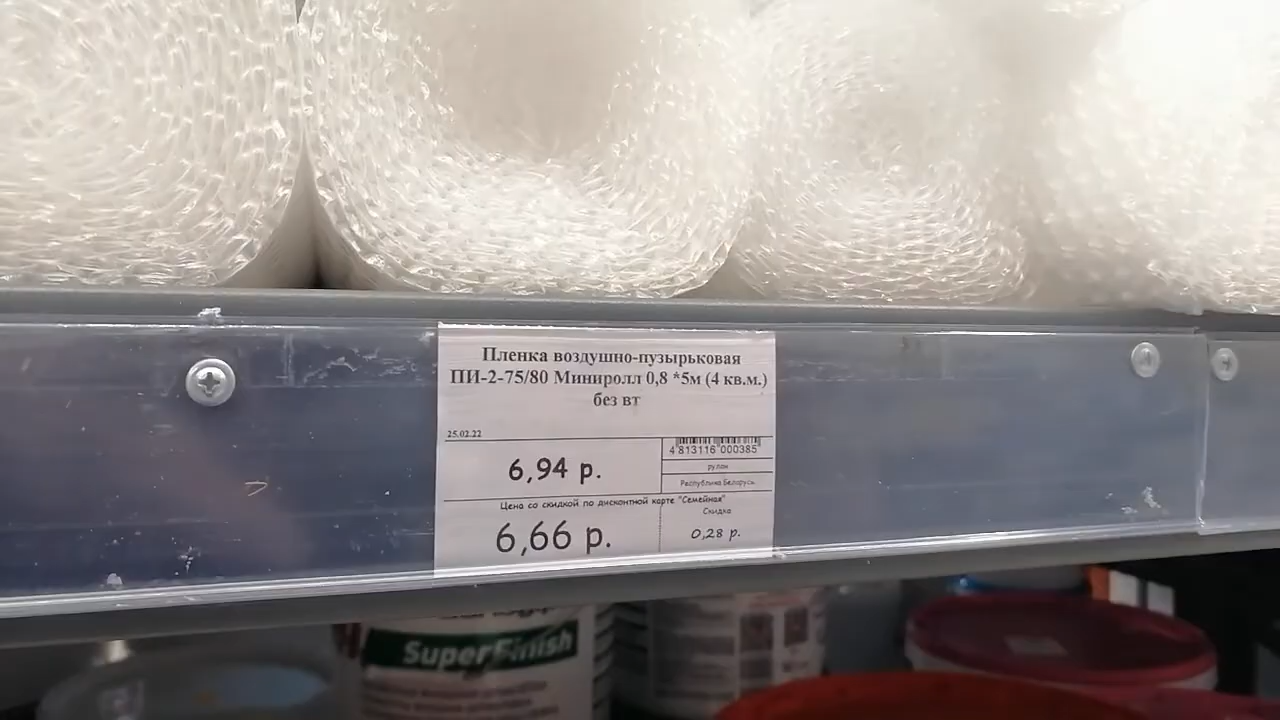 Пленка воздушно-пузырьковая
ПИ-2-75/80 Миниролл 0,8 *5м (4 кв.м.)
без вт
25.02.22
4 813116 000385
6,94 р.
рулон
Республика Беларусь
Цена со скидкой по дисконтной карте "Семейная"
Скидка
6,66 р.
0,28 р.
SuperFinish